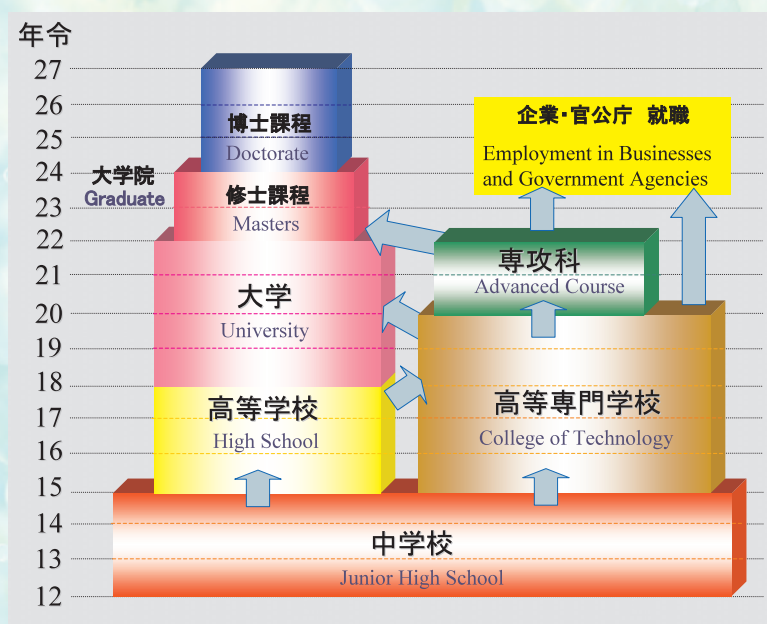 年令
27
26
25
24
23
22
21
20
19
18
17
16
15
14
13
12
博士課程
Doctorate
大学院
Graduate
修士課程
Masters
大学
University
高等学校
High School
企業・官公庁 就職
Employment in Businesses
and Government Agencies
専攻科
Advanced Course
高等専門学校
College of Technology
中学校
Junior High School